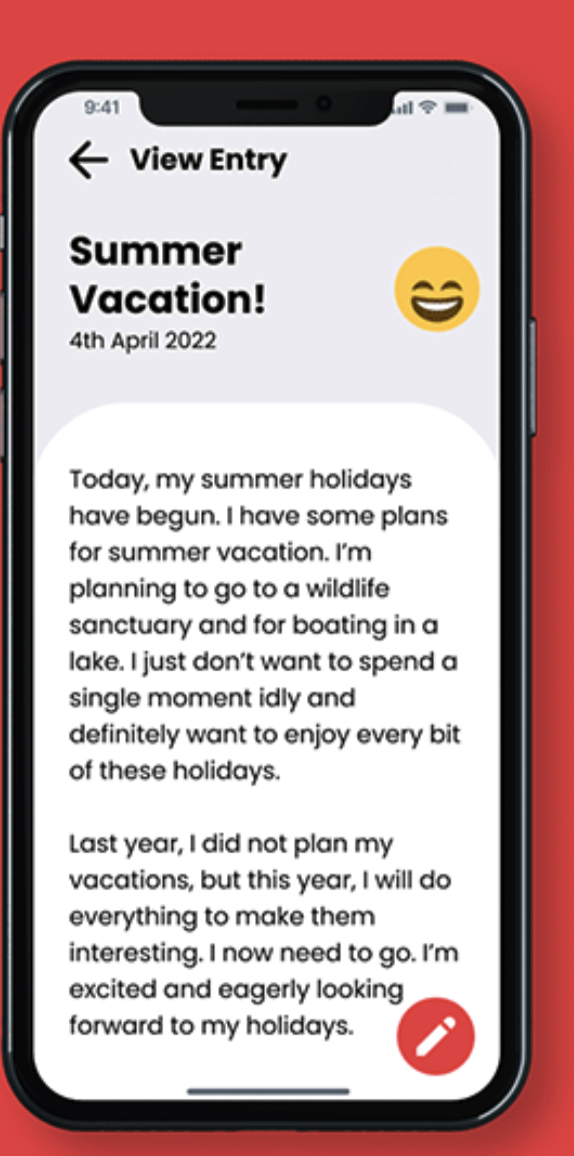 9:41
View Entry
Summer
Vacation!
4th April 2022
Today, my summer holidays
have begun. I have some plans
for summer vacation. I’m
planning to go to a wildlife
sanctuary and for boating in a
lake. I just don’t want to spend a
single moment idly and
definitely want to enjoy every bit
of these holidays.
Last year, I did not plan my
vacations, but this year, I will do
everything to make them
interesting. I now need to go. I’m
excited and eagerly looking
forward to my holidays.